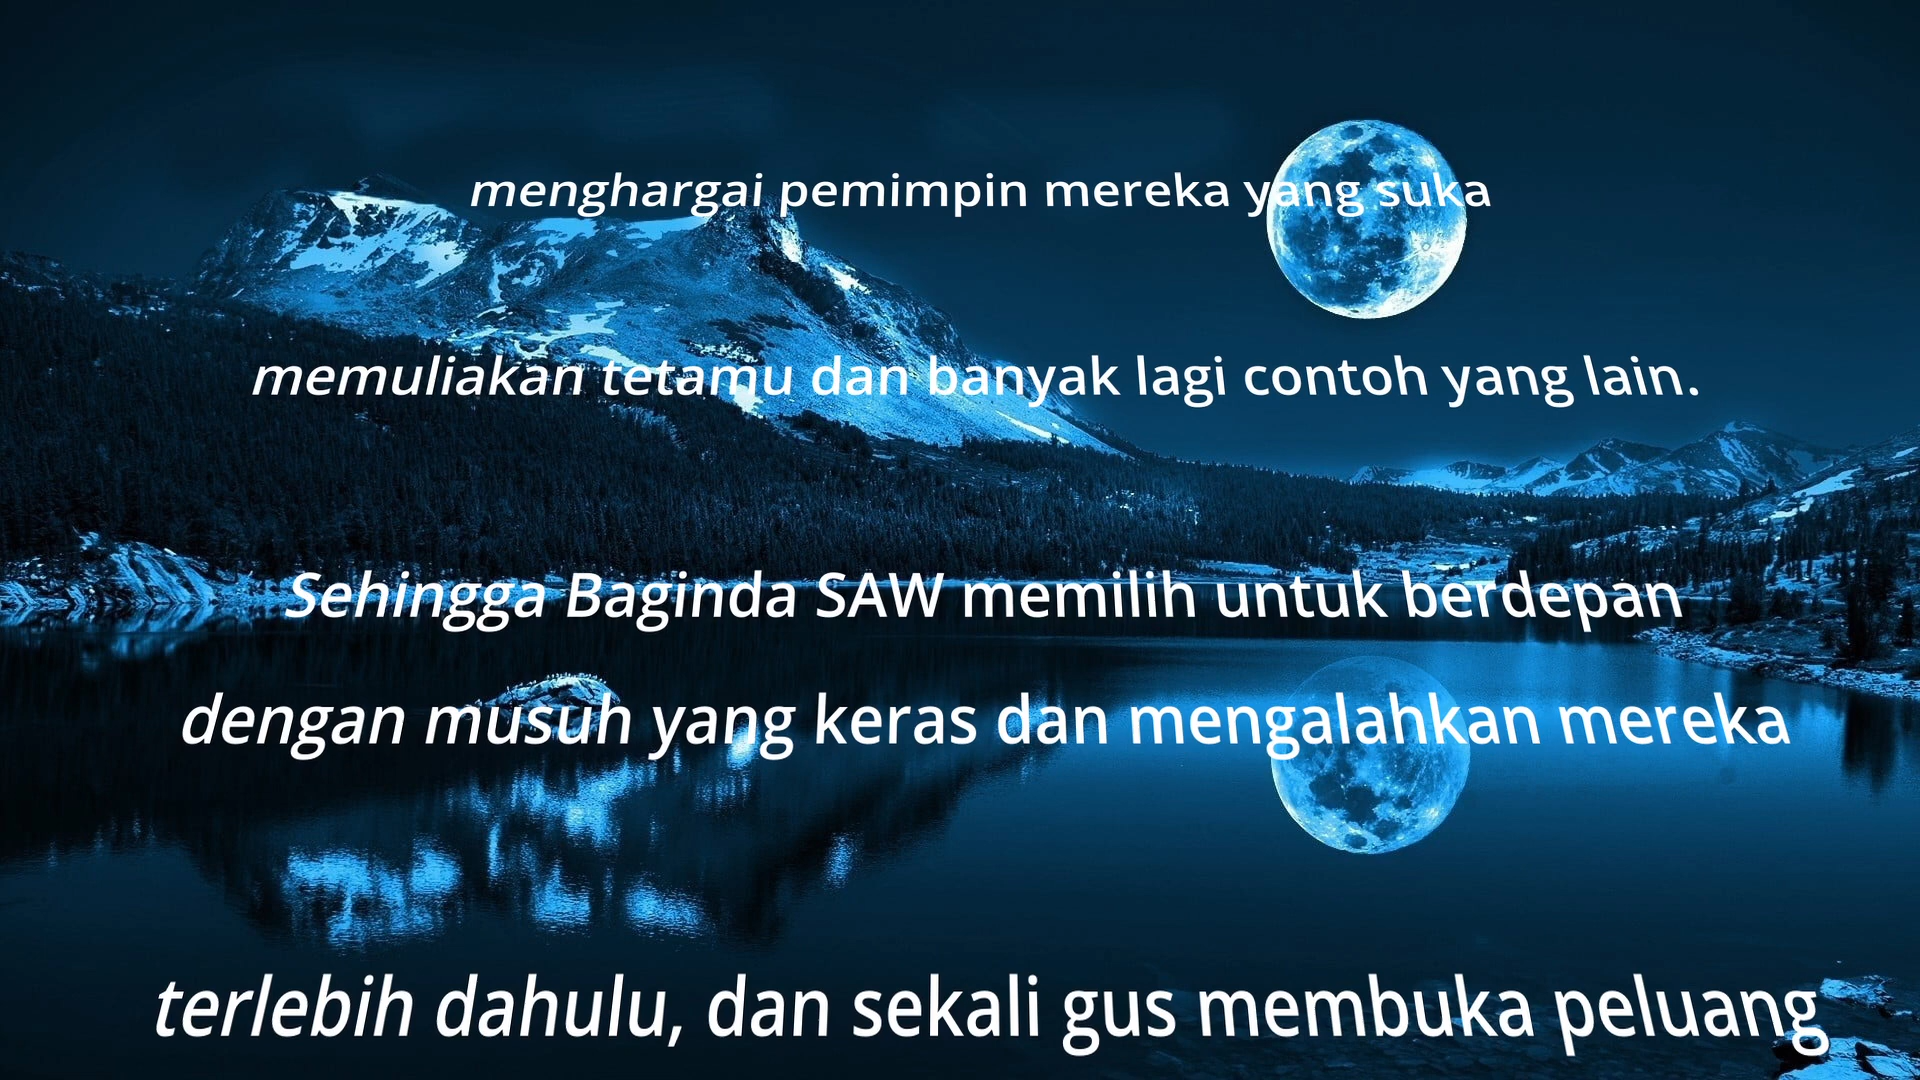 menghargai pemimpin mereka yang suka
memuliakan tetamu dan banyak lagi contoh yang lain.
Sehingga Baginda SAW memilih untuk berdepan
dengan musuh yang keras dan mengalahkan mereka
terlebih dahulu, dan sekali gus membuka peluang